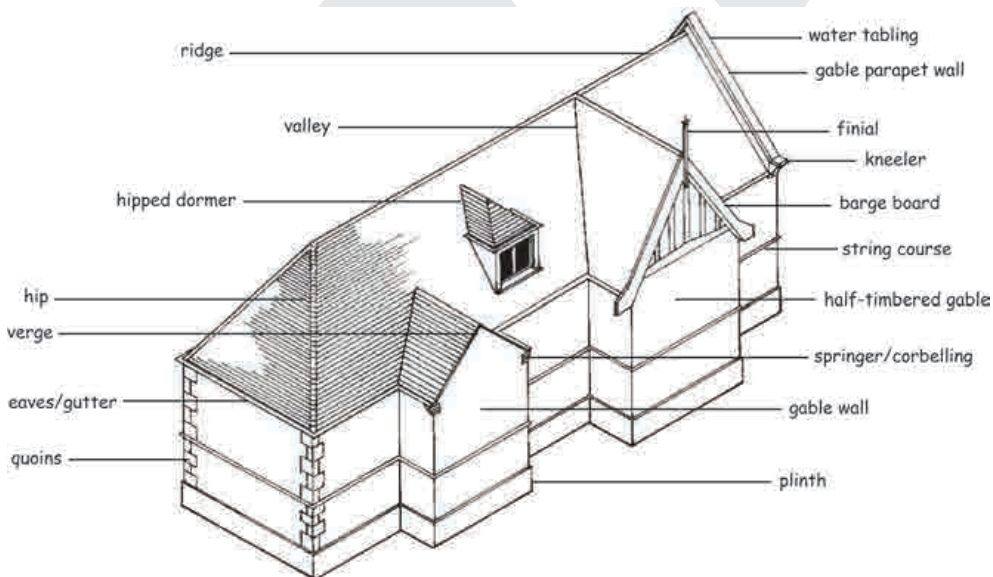 ridge
valley
hipped dormer
hip
verge
eaves/gutter
quoins
water tabling
gable parapet wall
finial
kneeler
barge board
string course
half-timbered gable
springer/corbelling
gable wall
plinth